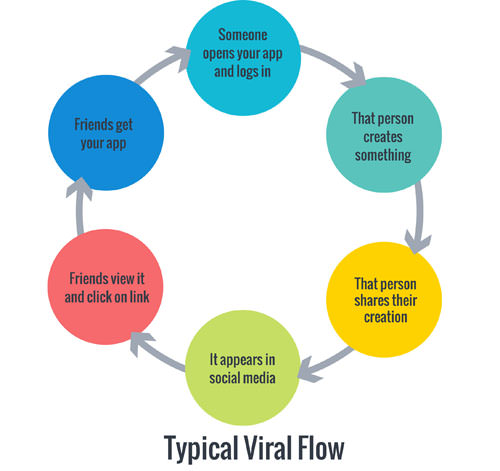 Someone
opens your app
and logs in
That person
creates
something
That person
shares their
creation
It appears in
social media
Friends view it
and click on link
Friends get
your app
Typical Viral Flow